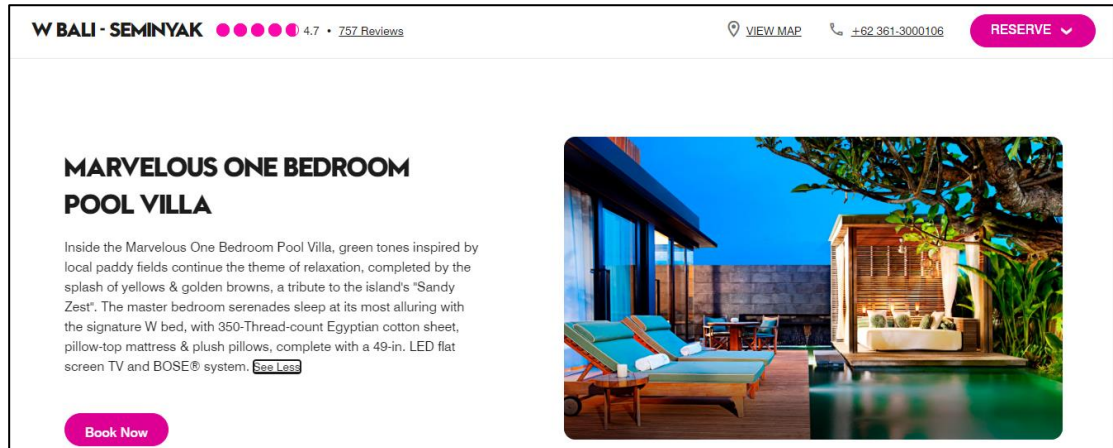 W BALI - SEMINYAK 4.7 • 757 Reviews VIEW MAP +62 361-3000106 RESERVE
MARVELOUS ONE BEDROOM
POOL VILLA
Inside the Marvelous One Bedroom Pool Villa, green tones inspired by
local paddy fields continue the theme of relaxation, completed by the
splash of yellows & golden browns, a tribute to the island's "Sandy
Zest". The master bedroom serenades sleep at its most alluring with
the signature W bed, with 350-Thread-count Egyptian cotton sheet,
pillow-top mattress & plush pillows, complete with a 49-in. LED flat
screen TV and BOSE® system. See Less
Book Now